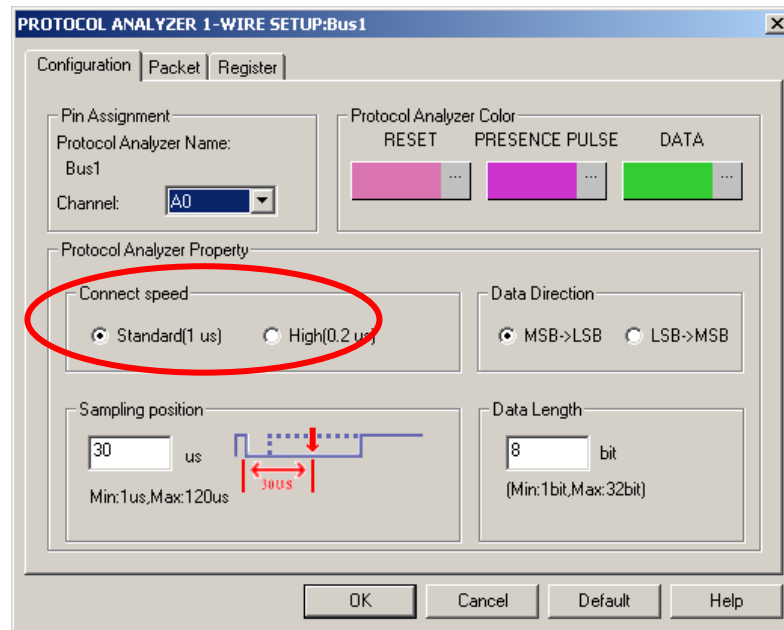 PROTOCOL ANALYZER 1-WIRE SETUP:Bus1
Configuration Packet Register
Pin Assignment
Protocol Analyzer Name:
Bus1
Channel: A0
Protocol Analyzer Color
RESET PRESENCE PULSE DATA
... ... ...
Protocol Analyzer Property
Connect speed
Standard(1 us) High(0.2 us)
Data Direction
MSB->LSB LSB->MSB
Sampling position
30 us
30US
Min:1us,Max:120us
Data Length
8 bit
(Min:1bit,Max:32bit)
OK Cancel Default Help